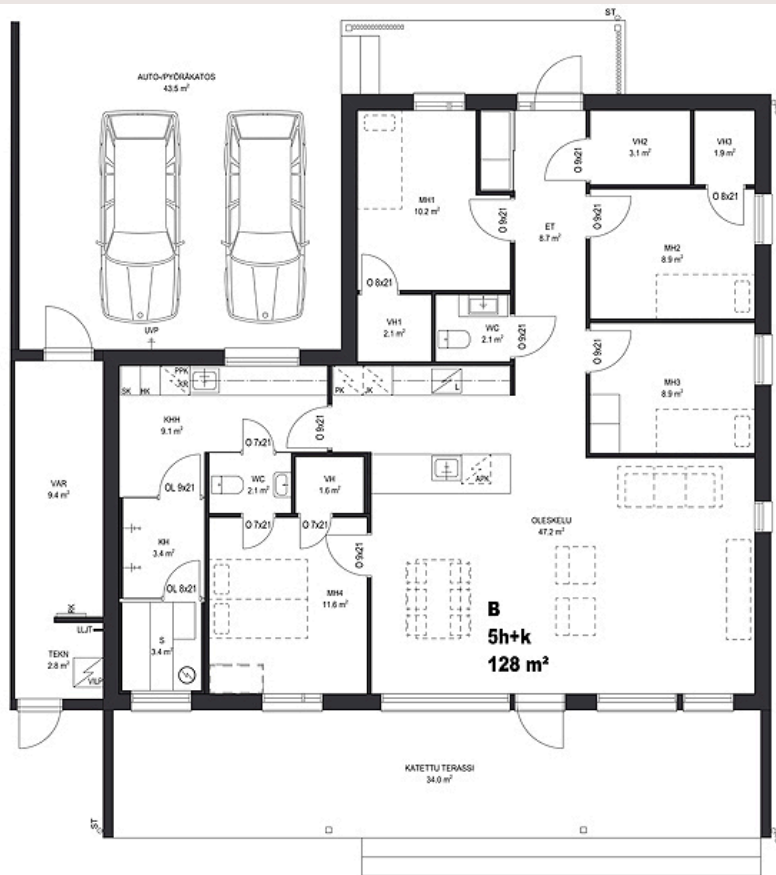 ST
AUTO-/PYÖRÄKATOS
43.5 m²
VH2
3.1 m²
VH3
1.9 m²
O 9x21
O 8x21
MH1
10.2 m²
O 9x21
ET
8.7 m²
O 9x21
MH2
8.9 m²
O 8x21
VH1
2.1 m²
WC
2.1 m²
O 9x21
UVP
O 9x21
MH3
8.9 m²
SK
HK
PPK
KR
PK
JK
L
KHH
9.1 m²
O 9x21
O 7x21
APK
VAR
9.4 m²
OL 9x21
WC
2.1 m²
VH
1.6 m²
OLESKELU
47.2 m²
KH
3.4 m²
O 7x21
O 7x21
O 9x21
OL 8x21
MH4
11.6 m²
B
5h+k
128 m²
RK
UJT
S
3.4 m²
TEKN
2.8 m²
VILP
KATETTU TERASSI
34.0 m²
ST